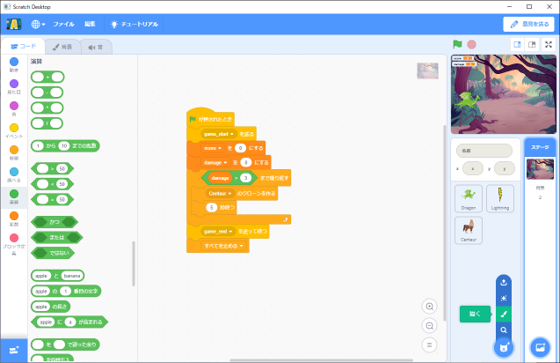 Scratch Desktop
ファイル
編集
チュートリアル
意見を送る
コード
背景
音
動き
見た目
音
イベント
制御
調べる
演算
変数
ブロック定義
演算
1 から 10 までの乱数
50
50
50
かつ
または
ではない
apple と banana
apple の 1 番目の文字
apple の長さ
apple に a が含まれる
を で割った余り
が押されたとき
game_start を送る
score を 0 にする
damage を 0 にする
damage > 3 まで繰り返す
Centaur のクローンを作る
5 秒待つ
game_end を送って待つ
すべてを止める
score
damage
ステージ
名前
x
y
背景
2
Dragon
Lightning
Centaur
描く